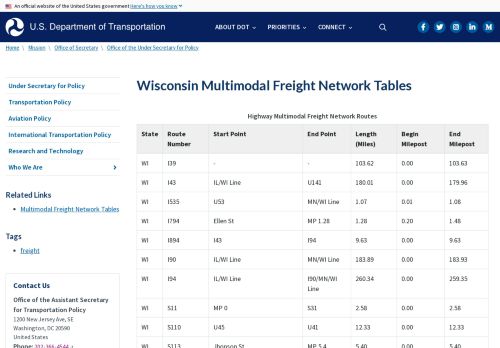 An official website of the United States government Here's how you know
U.S. Department of Transportation
ABOUT DOT
PRIORITIES
CONNECT
Home \ Mission \ Office of Secretary \ Office of the Under Secretary for Policy
Under Secretary for Policy
Transportation Policy
Aviation Policy
International Transportation Policy
Research and Technology
Who We Are
Related Links
Multimodal Freight Network Tables
Tags
freight
Contact Us
Office of the Assistant Secretary
for Transportation Policy
1200 New Jersey Ave, SE
Washington, DC 20590
United States
Phone: 202-366-4544
Wisconsin Multimodal Freight Network Tables
Highway Multimodal Freight Network Routes
State Route Number Start Point End Point Length (Miles) Begin Milepost End Milepost
WI I39 - - 103.62 0.00 103.63
WI I43 IL/WI Line U141 180.01 0.00 179.96
WI I535 U53 MN/WI Line 1.07 0.01 1.08
WI I794 Ellen St MP 1.28 1.28 0.20 1.48
WI I894 I43 I94 9.63 0.00 9.63
WI I90 IL/WI Line MN/WI Line 183.89 0.00 183.93
WI I94 IL/WI Line I90/MN/WI Line 260.34 0.00 259.35
WI S11 MP 0 S31 2.58 0.00 2.58
WI S110 U45 U41 12.33 0.00 12.33
WI S113 Jhonson St MP 5.4 5.40 0.00 5.40